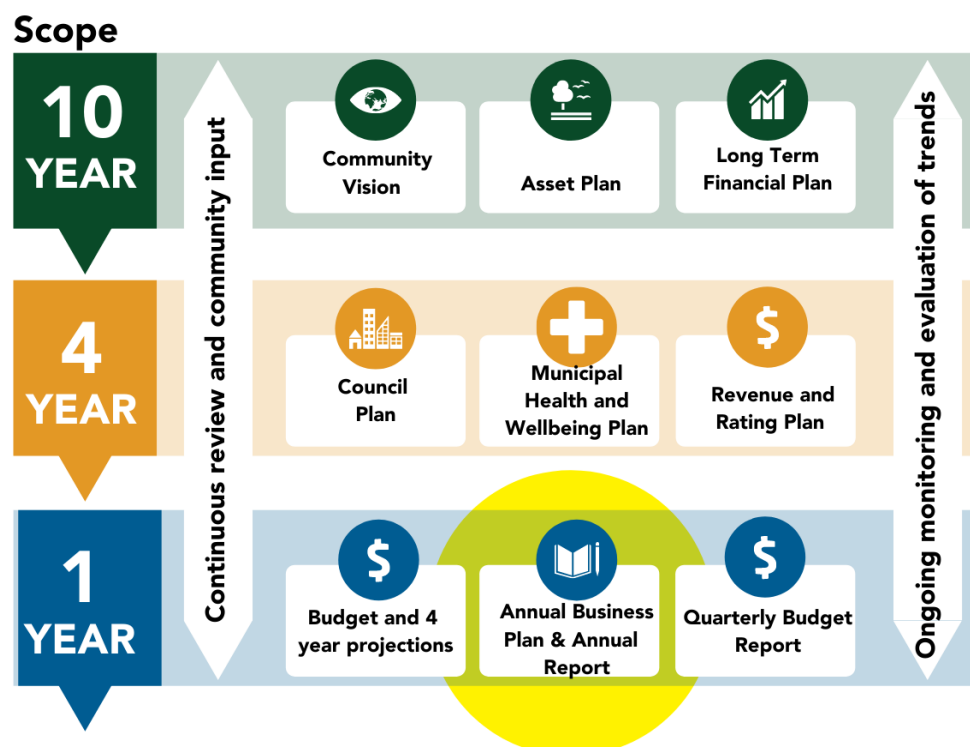 Scope
10
YEAR
Continuous review and community input
Community
Vision
Asset Plan
Long Term
Financial Plan
Ongoing monitoring and evaluation of trends
4
YEAR
Council
Plan
Municipal
Health and
Wellbeing Plan
Revenue and
Rating Plan
1
YEAR
Budget and 4
year projections
Annual Business
Plan & Annual
Report
Quarterly Budget
Report
$
$
$